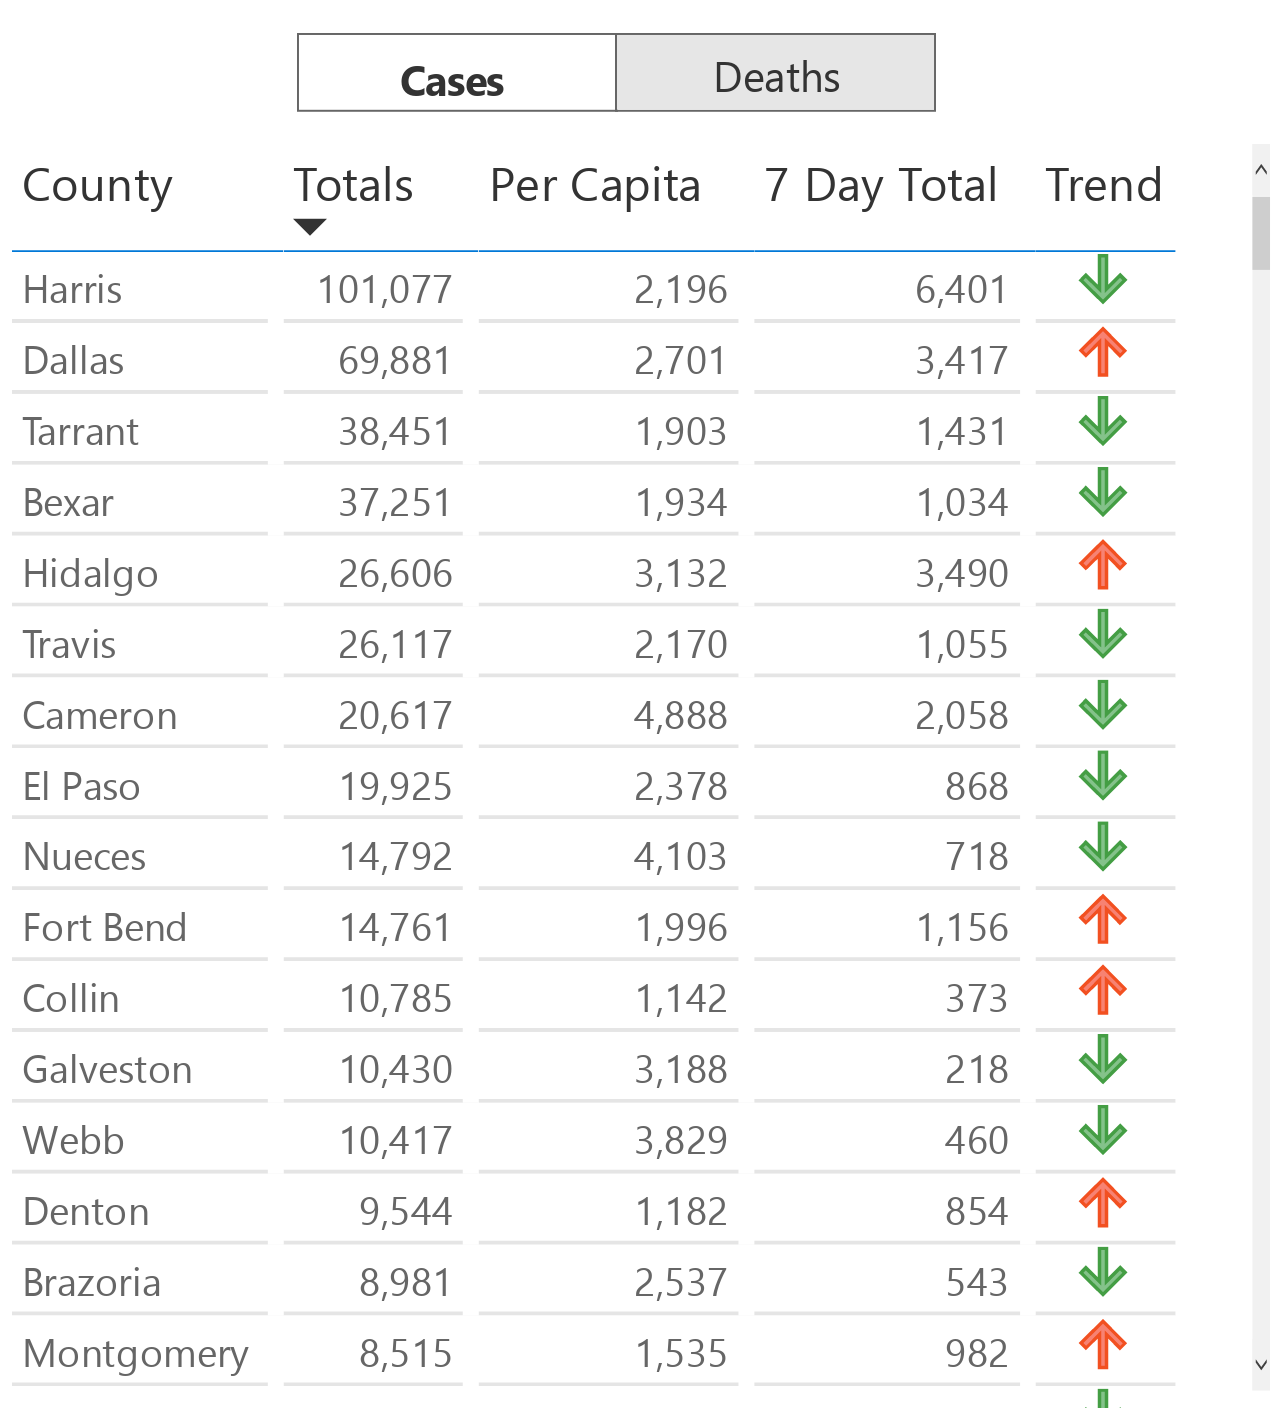 Cases Deaths
County Totals Per Capita 7 Day Total Trend
Harris 101,077 2,196 6,401
Dallas 69,881 2,701 3,417
Tarrant 38,451 1,903 1,431
Bexar 37,251 1,934 1,034
Hidalgo 26,606 3,132 3,490
Travis 26,117 2,170 1,055
Cameron 20,617 4,888 2,058
El Paso 19,925 2,378 868
Nueces 14,792 4,103 718
Fort Bend 14,761 1,996 1,156
Collin 10,785 1,142 373
Galveston 10,430 3,188 218
Webb 10,417 3,829 460
Denton 9,544 1,182 854
Brazoria 8,981 2,537 543
Montgomery 8,515 1,535 982